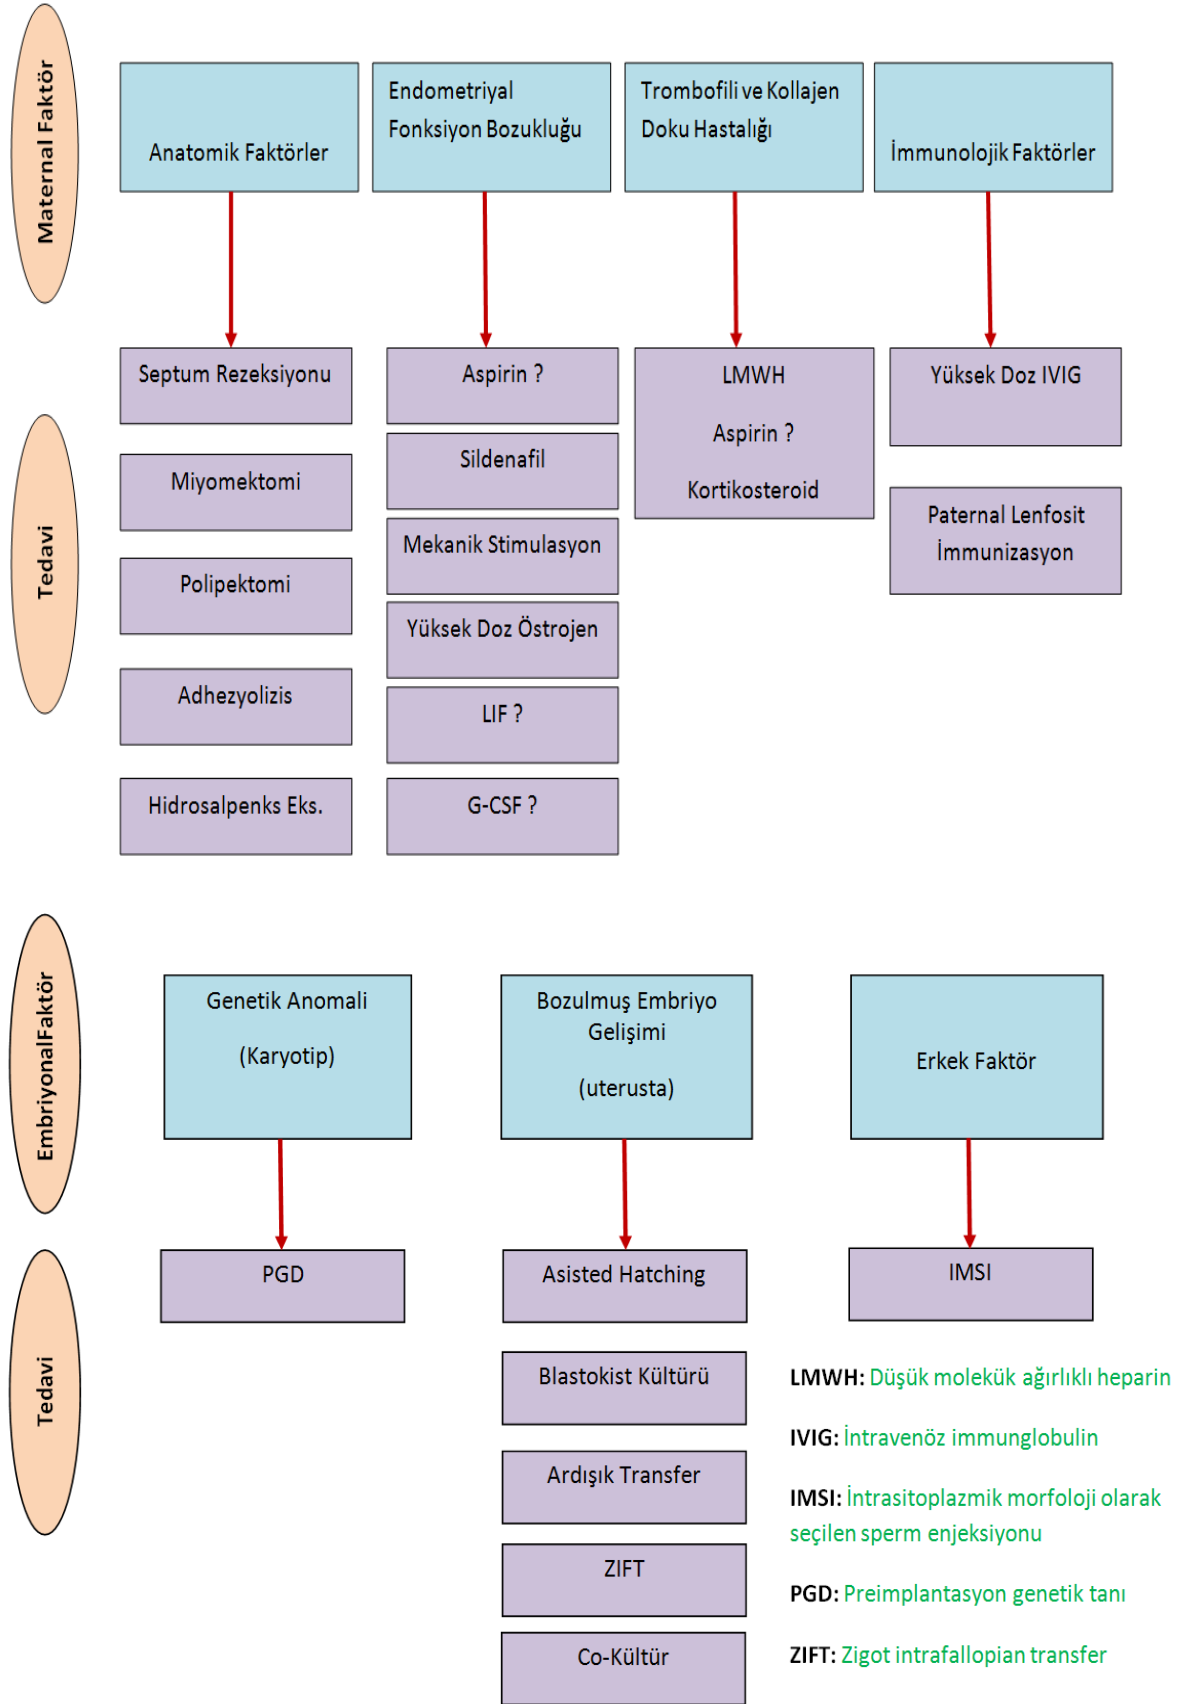 Maternal Faktör
Anatomik Faktörler
Endometriyal
Fonksiyon Bozukluğu
Trombofili ve Kollajen
Doku Hastalığı
İmmunolojik Faktörler
Tedavi
Septum Rezeksiyonu
Miyomektomi
Polipektomi
Adhezyolizis
Hidrosalpenks Eks.
Aspirin ?
Sildenafil
Mekanik Stimulasyon
Yüksek Doz Östrojen
LIF ?
G-CSF ?
LMWH
Aspirin ?
Kortikosteroid
Yüksek Doz IVIG
Paternal Lenfosit
İmmunizasyon
EmbriyonalFaktör
Genetik Anomali
(Karyotip)
Bozulmuş Embriyo
Gelişimi
(uterusta)
Erkek Faktör
Tedavi
PGD
Asisted Hatching
Blastokist Kültürü
Ardışık Transfer
ZIFT
Co-Kültür
IMSI
LMWH: Düşük molekük ağırlıklı heparin
IVIG: İntravenöz immunglobulin
IMSI: İntrasitoplazmik morfoloji olarak
seçilen sperm enjeksiyonu
PGD: Preimplantasyon genetik tanı
ZIFT: Zigot intrafallopian transfer